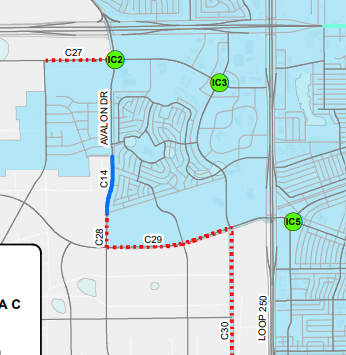 C27
IC2
IC3
AVALON DR
C14
C28
C29
IC5
A C
C30
LOOP 250